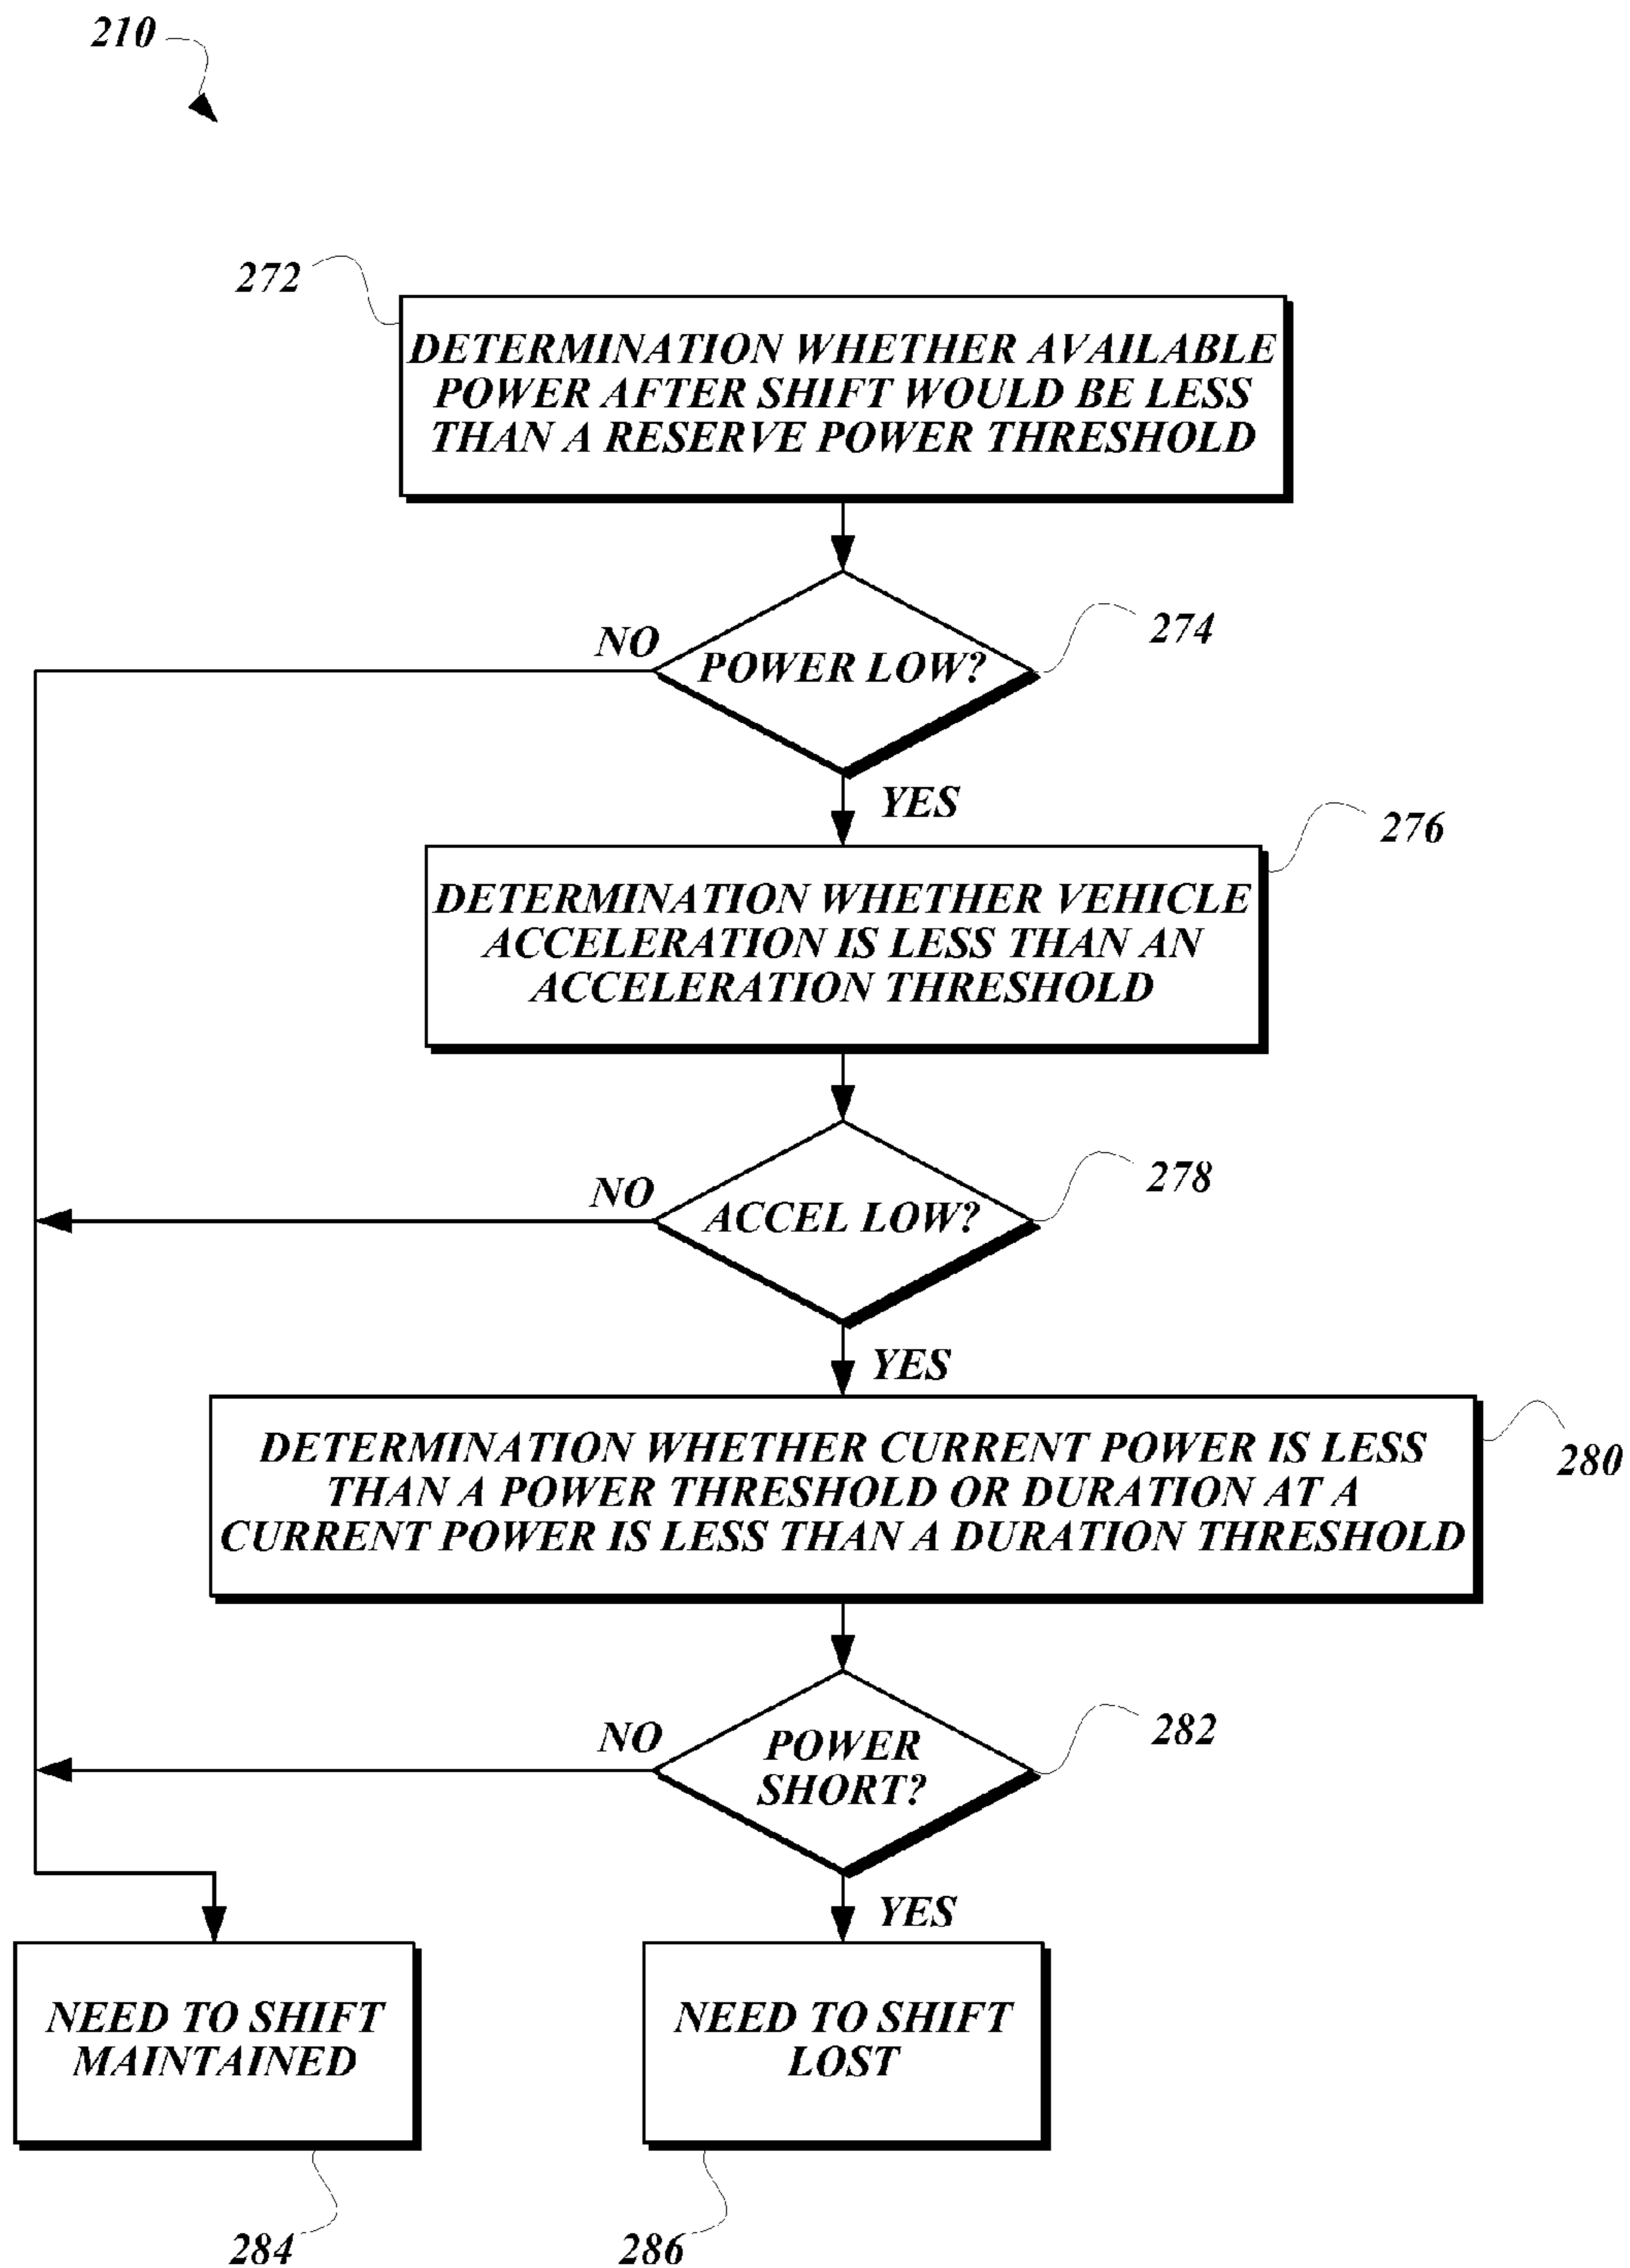 210
272
DETERMINATION WHETHER AVAILABLE
POWER AFTER SHIFT WOULD BE LESS
THAN A RESERVE POWER THRESHOLD
NO
POWER LOW?
274
YES
276
DETERMINATION WHETHER VEHICLE
ACCELERATION IS LESS THAN AN
ACCELERATION THRESHOLD
NO
ACCEL LOW?
278
YES
DETERMINATION WHETHER CURRENT POWER IS LESS
THAN A POWER THRESHOLD OR DURATION AT A
CURRENT POWER IS LESS THAN A DURATION THRESHOLD
280
NO
POWER
SHORT?
282
YES
NEED TO SHIFT
MAINTAINED
NEED TO SHIFT
LOST
284
286